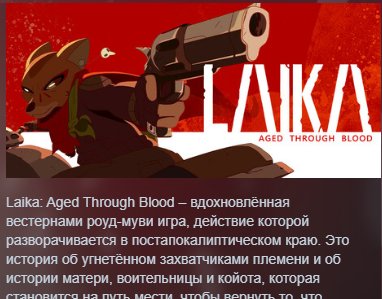 LAIKA
AGED THROUGH BLOOD
Laika: Aged Through Blood – вдохновлённая
вестернами роуд-муви игра, действие которой
разворачивается в постапокалиптическом краю. Это
история об угнетённом захватчиками племени и об
истории матери, воительницы и койота, которая
становится на путь мести, чтобы вернуть то, что